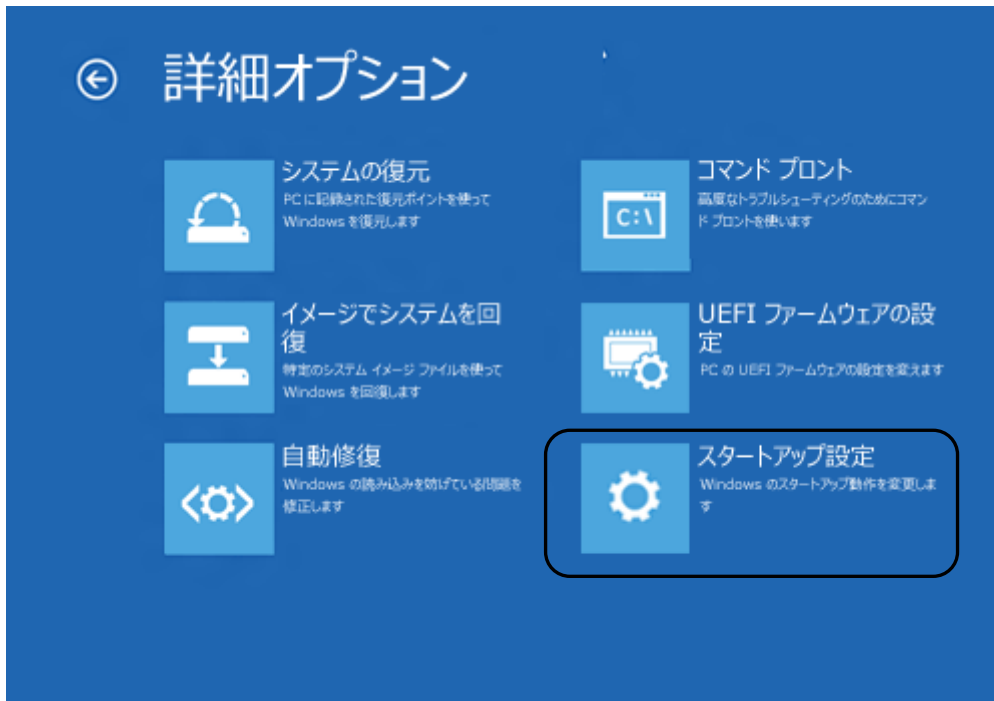 詳細オプション
システムの復元
PCに記録された復元ポイントを使って
Windows を復元します
コマンド プロント
高度なトラブルシューティングのためにコマン
ド プロントを使います
C:\
イメージでシステムを回
復
特定のシステム イメージ ファイルを使って
Windows を回復します
UEFI ファームウェアの設
定
PC の UEFI ファームウェアの設定を変えます
自動修復
Windows の読み込みを妨げている問題を
修正します
スタートアップ設定
Windows のスタートアップ動作を変更しま
す